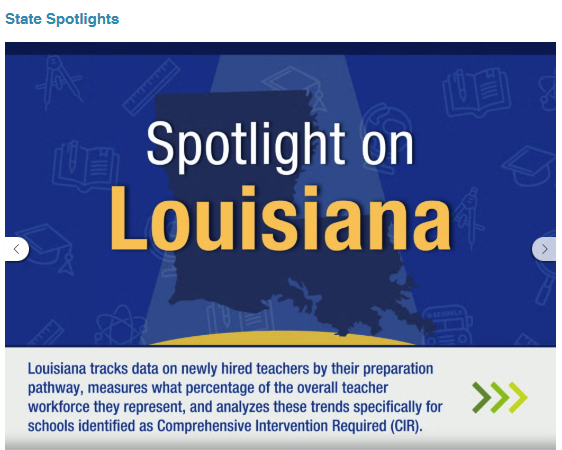 State Spotlights
Spotlight on
Louisiana
Louisiana tracks data on newly hired teachers by their preparation
pathway, measures what percentage of the overall teacher
workforce they represent, and analyzes these trends specifically for
schools identified as Comprehensive Intervention Required (CIR).